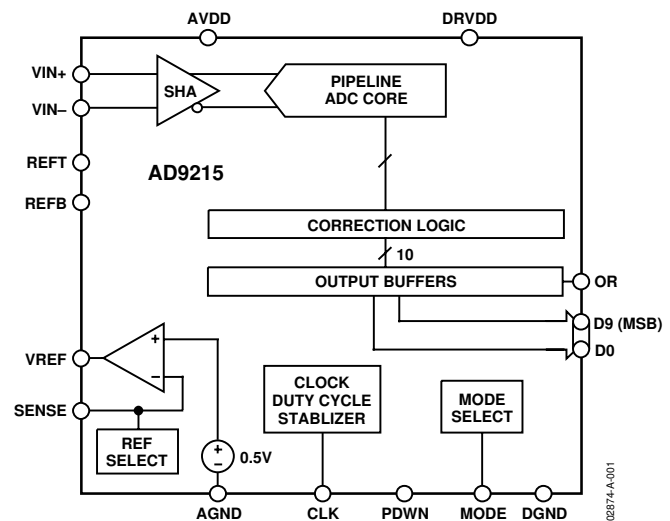 AVDD
DRVDD
VIN+
SHA
PIPELINE
ADC CORE
VIN–
REFT
AD9215
REFB
CORRECTION LOGIC
10
OUTPUT BUFFERS
OR
D9 (MSB)
D0
VREF
+
–
SENSE
REF
SELECT
+
–
0.5V
CLOCK
DUTY CYCLE
STABLIZER
MODE
SELECT
AGND
CLK
PDWN
MODE
DGND
02874-A-001